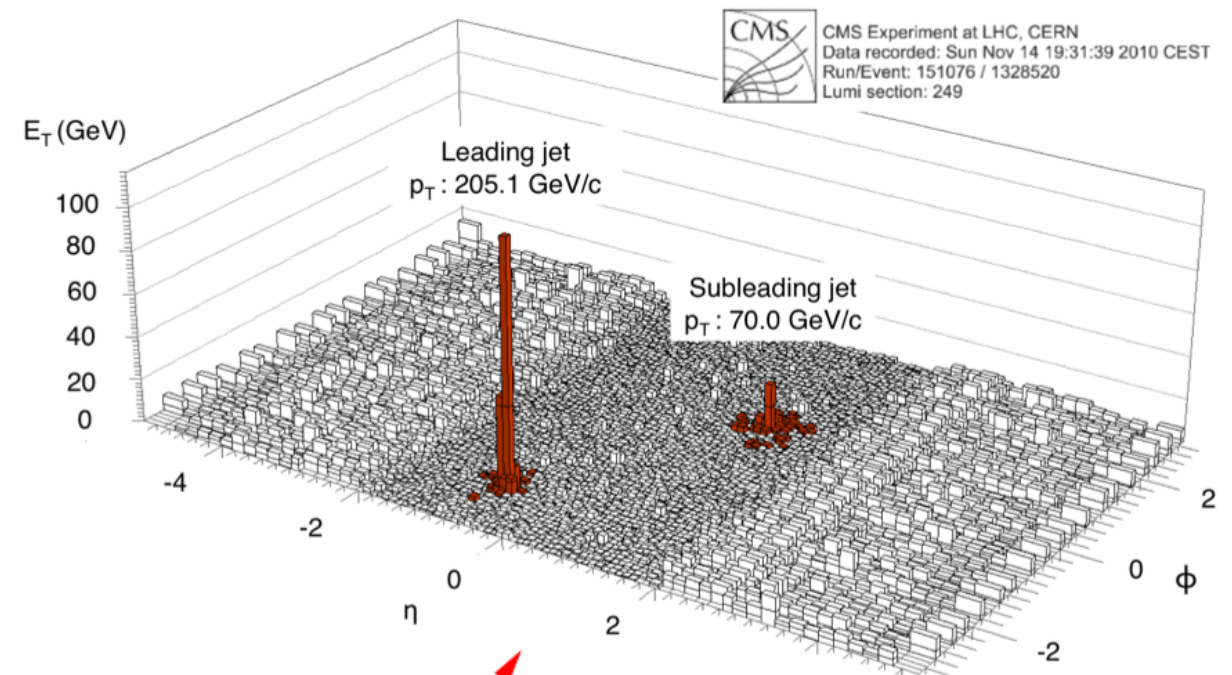 CMS
CMS Experiment at LHC, CERN
Data recorded: Sun Nov 14 19:31:39 2010 CEST
Run/Event: 151076 / 1328520
Lumi section: 249
E_T (GeV)
Leading jet
p_T : 205.1 GeV/c
Subleading jet
p_T : 70.0 GeV/c
100
80
60
40
20
0
-4
-2
0
2
η
2
0
-2
ϕ